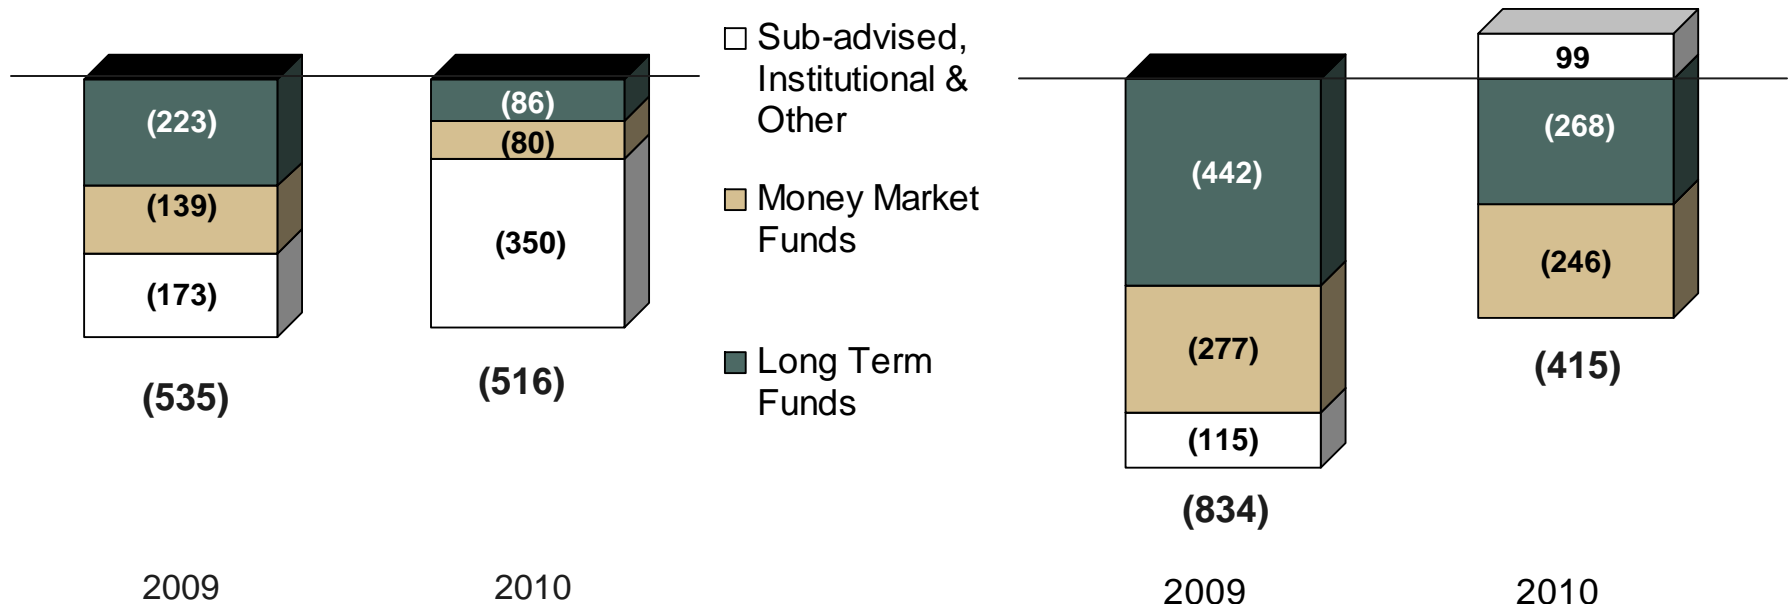 (223)
(139)
(173)
(535)
2009
(86)
(80)
(350)
(516)
2010
Sub-advised,
Institutional &
Other
Money Market
Funds
Long Term
Funds
(442)
(277)
(115)
(834)
2009
99
(268)
(246)
(415)
2010